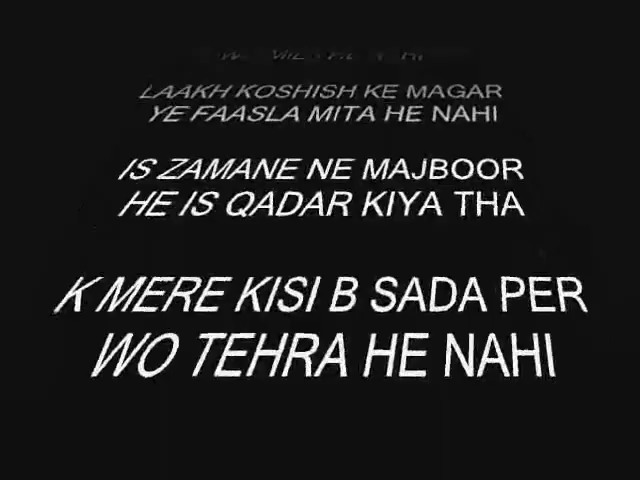 LAAKH KOSHISH KE MAGAR
YE FAASLA MITA HE NAHI
IS ZAMANE NE MAJBOOR
HE IS QADAR KIYA THA
K MERE KISI B SADA PER
WO TEHRA HE NAHI